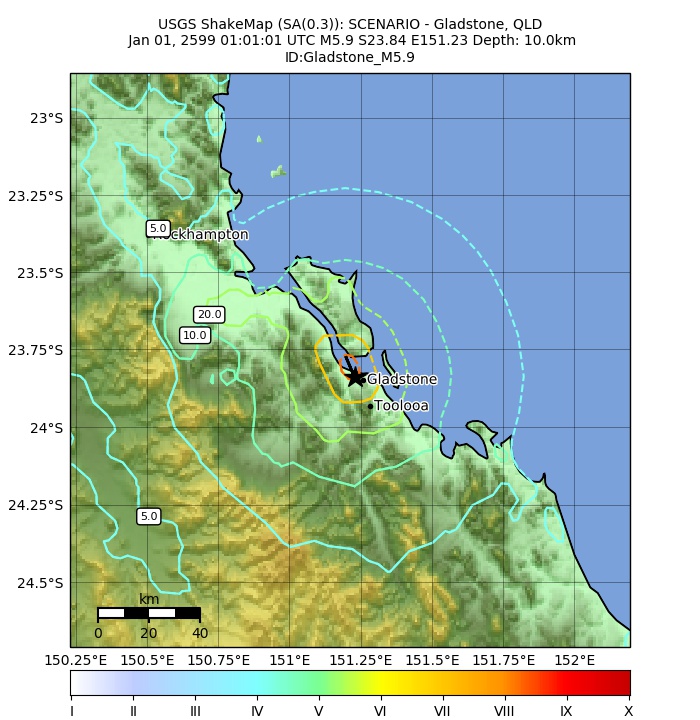 USGS ShakeMap (SA(0.3)): SCENARIO - Gladstone, QLD
Jan 01, 2599 01:01:01 UTC M5.9 S23.84 E151.23 Depth: 10.0km
ID:Gladstone_M5.9
23°S
23.25°S
5.0
Rockhampton
23.5°S
20.0
10.0
23.75°S
Gladstone
Toolooa
24°S
24.25°S
5.0
24.5°S
km
0 20 40
150.25°E 150.5°E 150.75°E 151°E 151.25°E 151.5°E 151.75°E 152°E
I II III IV V VI VII VIII IX X